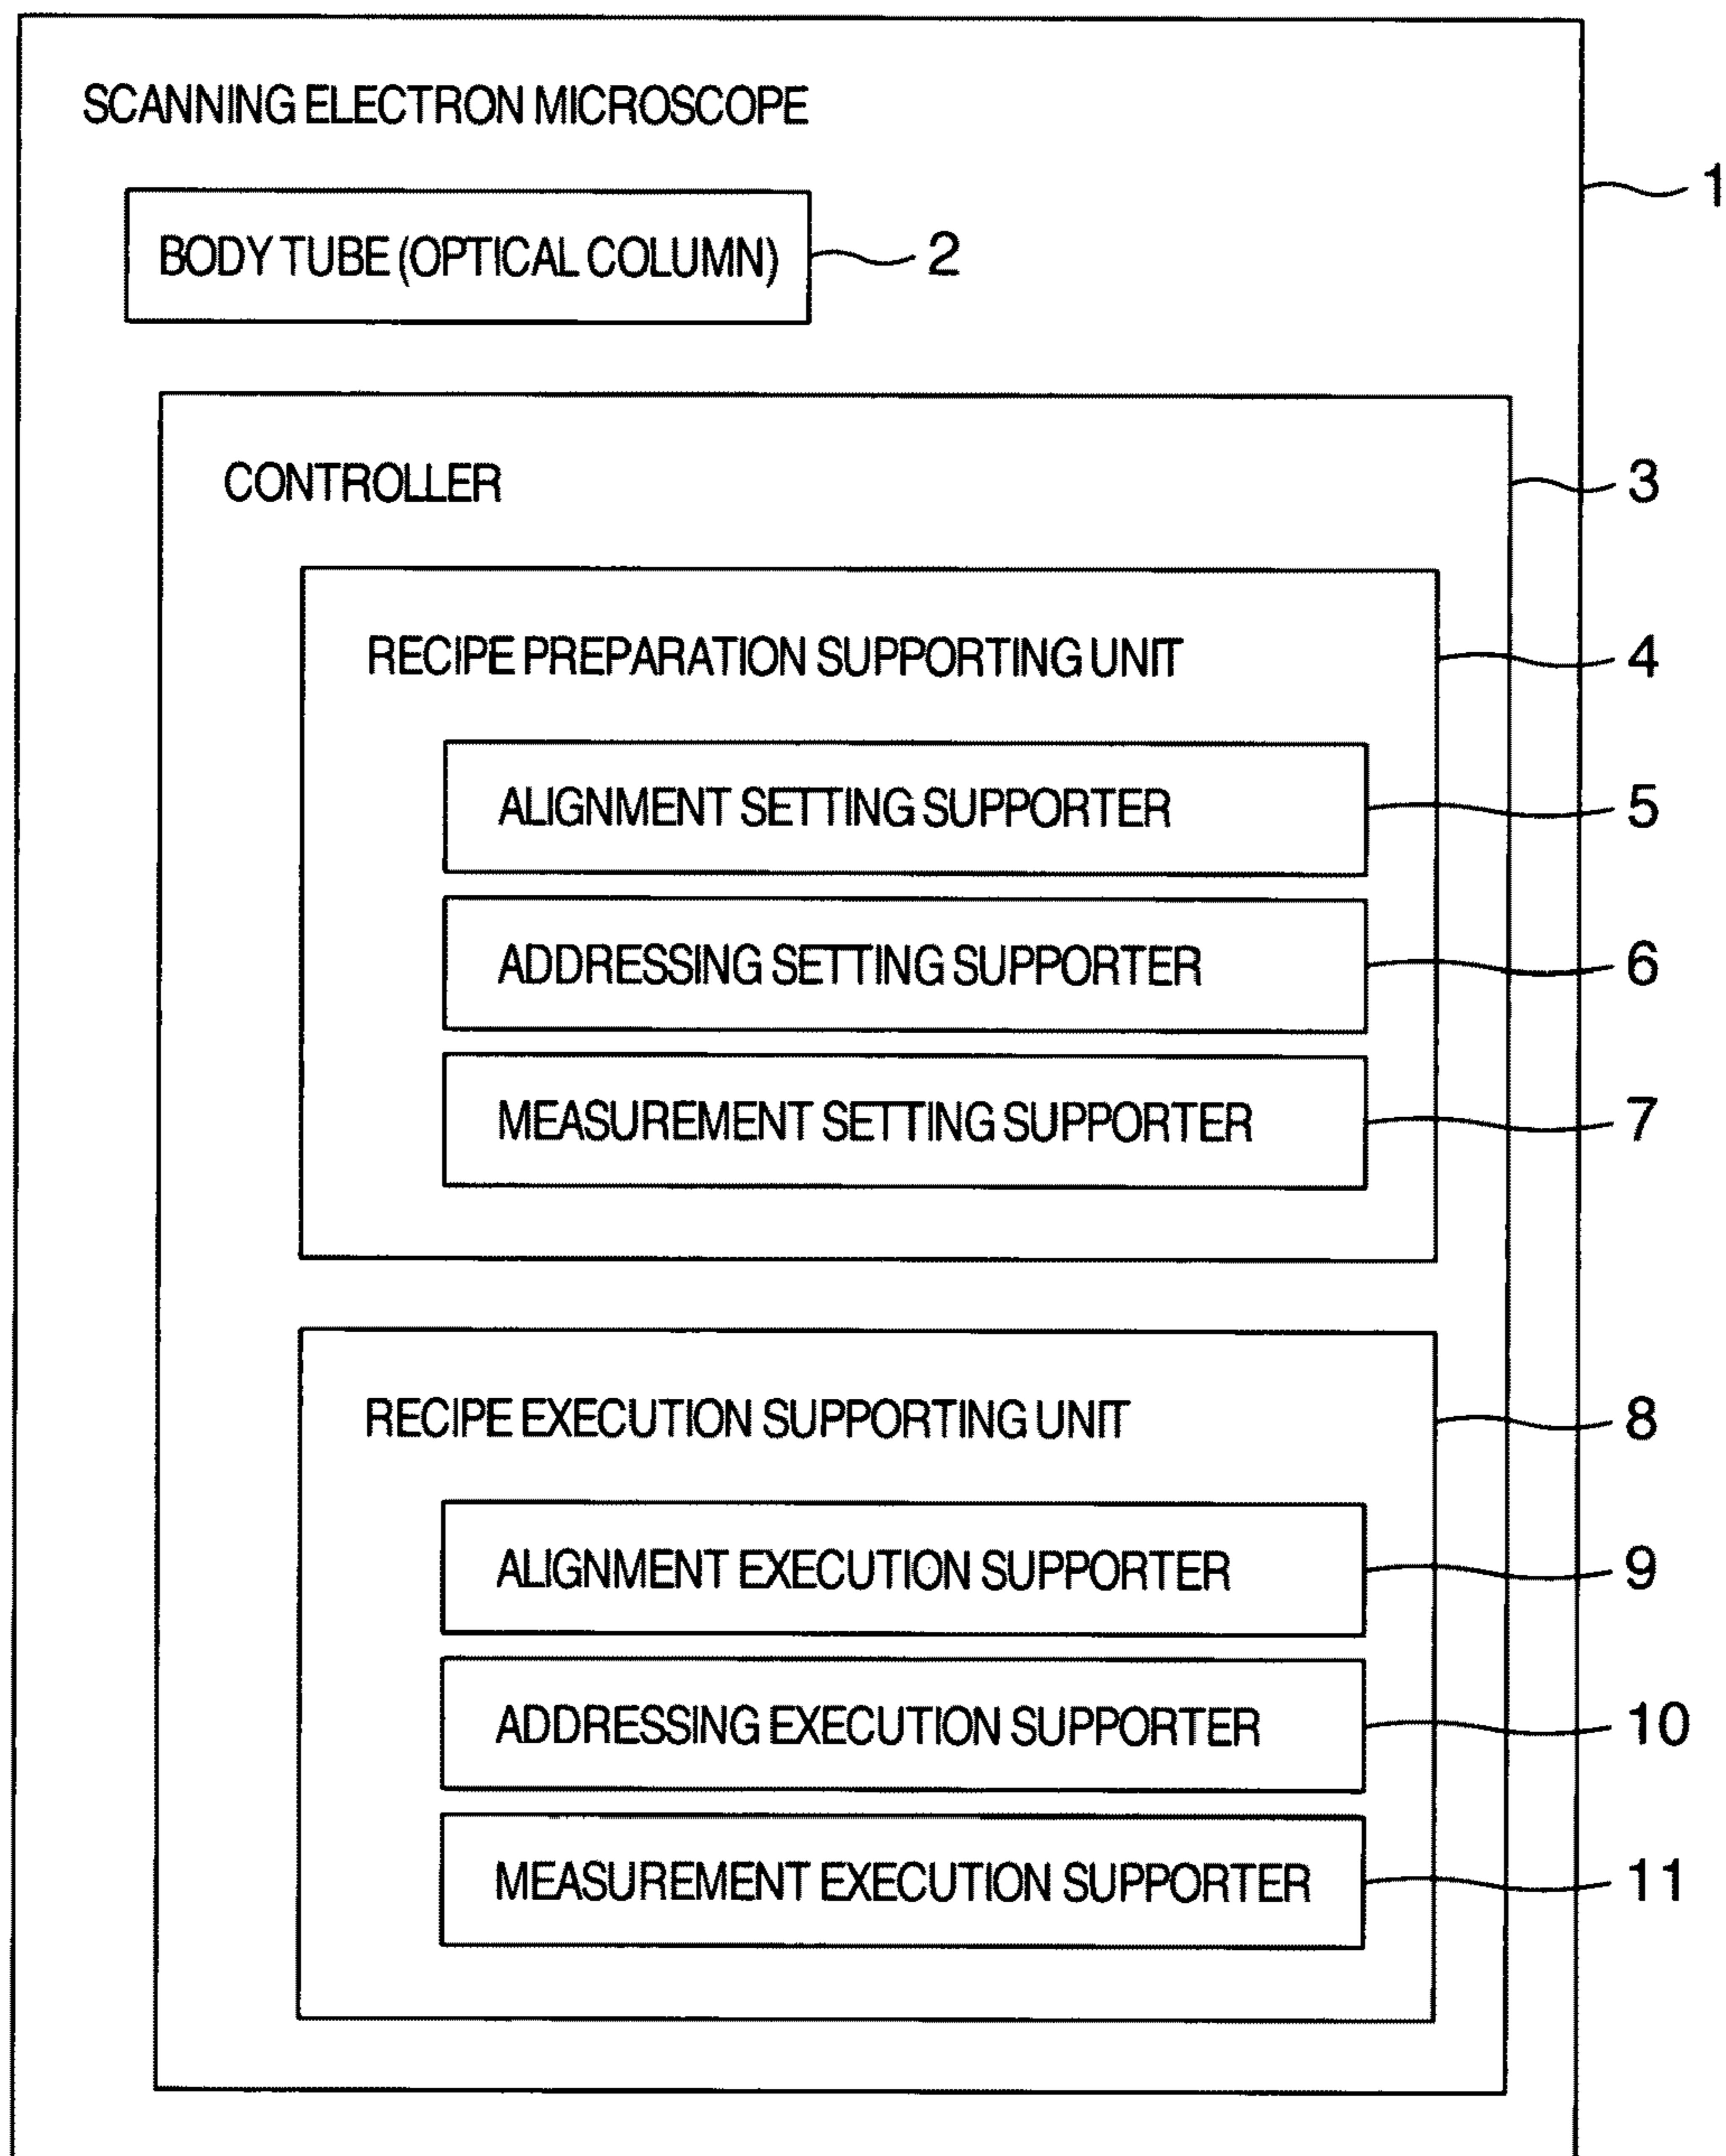 SCANNING ELECTRON MICROSCOPE
1
BODY TUBE (OPTICAL COLUMN)
2
CONTROLLER
3
RECIPE PREPARATION SUPPORTING UNIT
4
ALIGNMENT SETTING SUPPORTER
5
ADDRESSING SETTING SUPPORTER
6
MEASUREMENT SETTING SUPPORTER
7
RECIPE EXECUTION SUPPORTING UNIT
8
ALIGNMENT EXECUTION SUPPORTER
9
ADDRESSING EXECUTION SUPPORTER
10
MEASUREMENT EXECUTION SUPPORTER
11